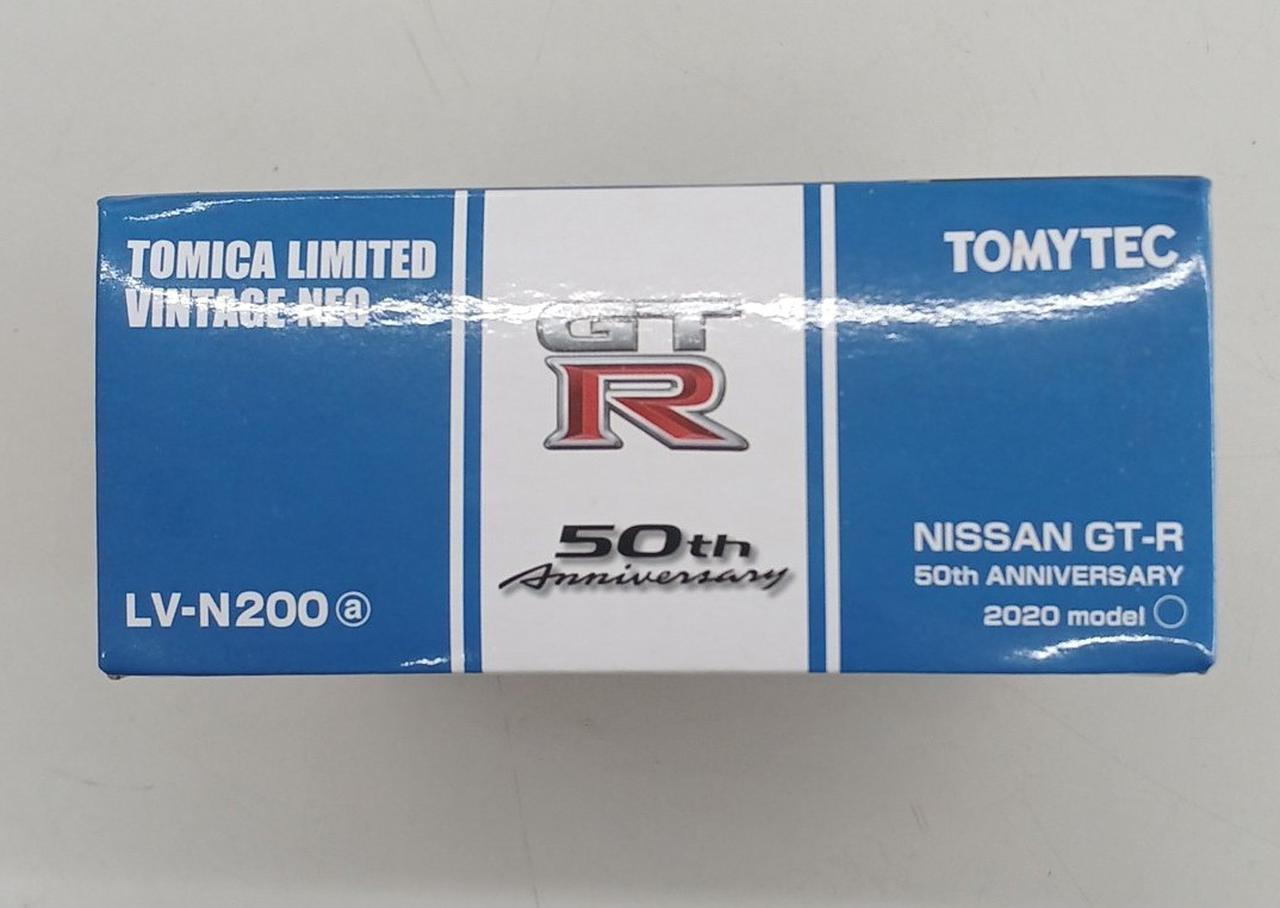 TOMICA LIMITED
VINTAGE NEO
LV-N200ⓐ
GT
R
50th
Anniversary
TOMYTEC
NISSAN GT-R
50th ANNIVERSARY
2020 model